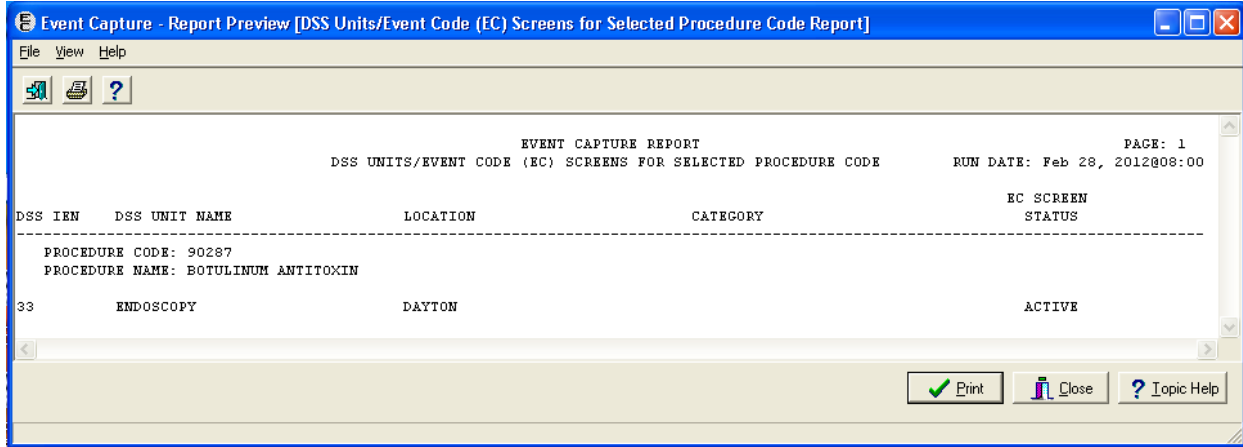 Event Capture - Report Preview [DSS Units/Event Code (EC) Screens for Selected Procedure Code Report]
File View Help
EVENT CAPTURE REPORT PAGE: 1
DSS UNITS/EVENT CODE (EC) SCREENS FOR SELECTED PROCEDURE CODE RUN DATE: Feb 28, 2012@08:00
EC SCREEN
DSS IEN DSS UNIT NAME LOCATION CATEGORY STATUS
PROCEDURE CODE: 90287
PROCEDURE NAME: BOTULINUM ANTITOXIN
33 ENDOSCOPY DAYTON ACTIVE
Print Close ? Topic Help